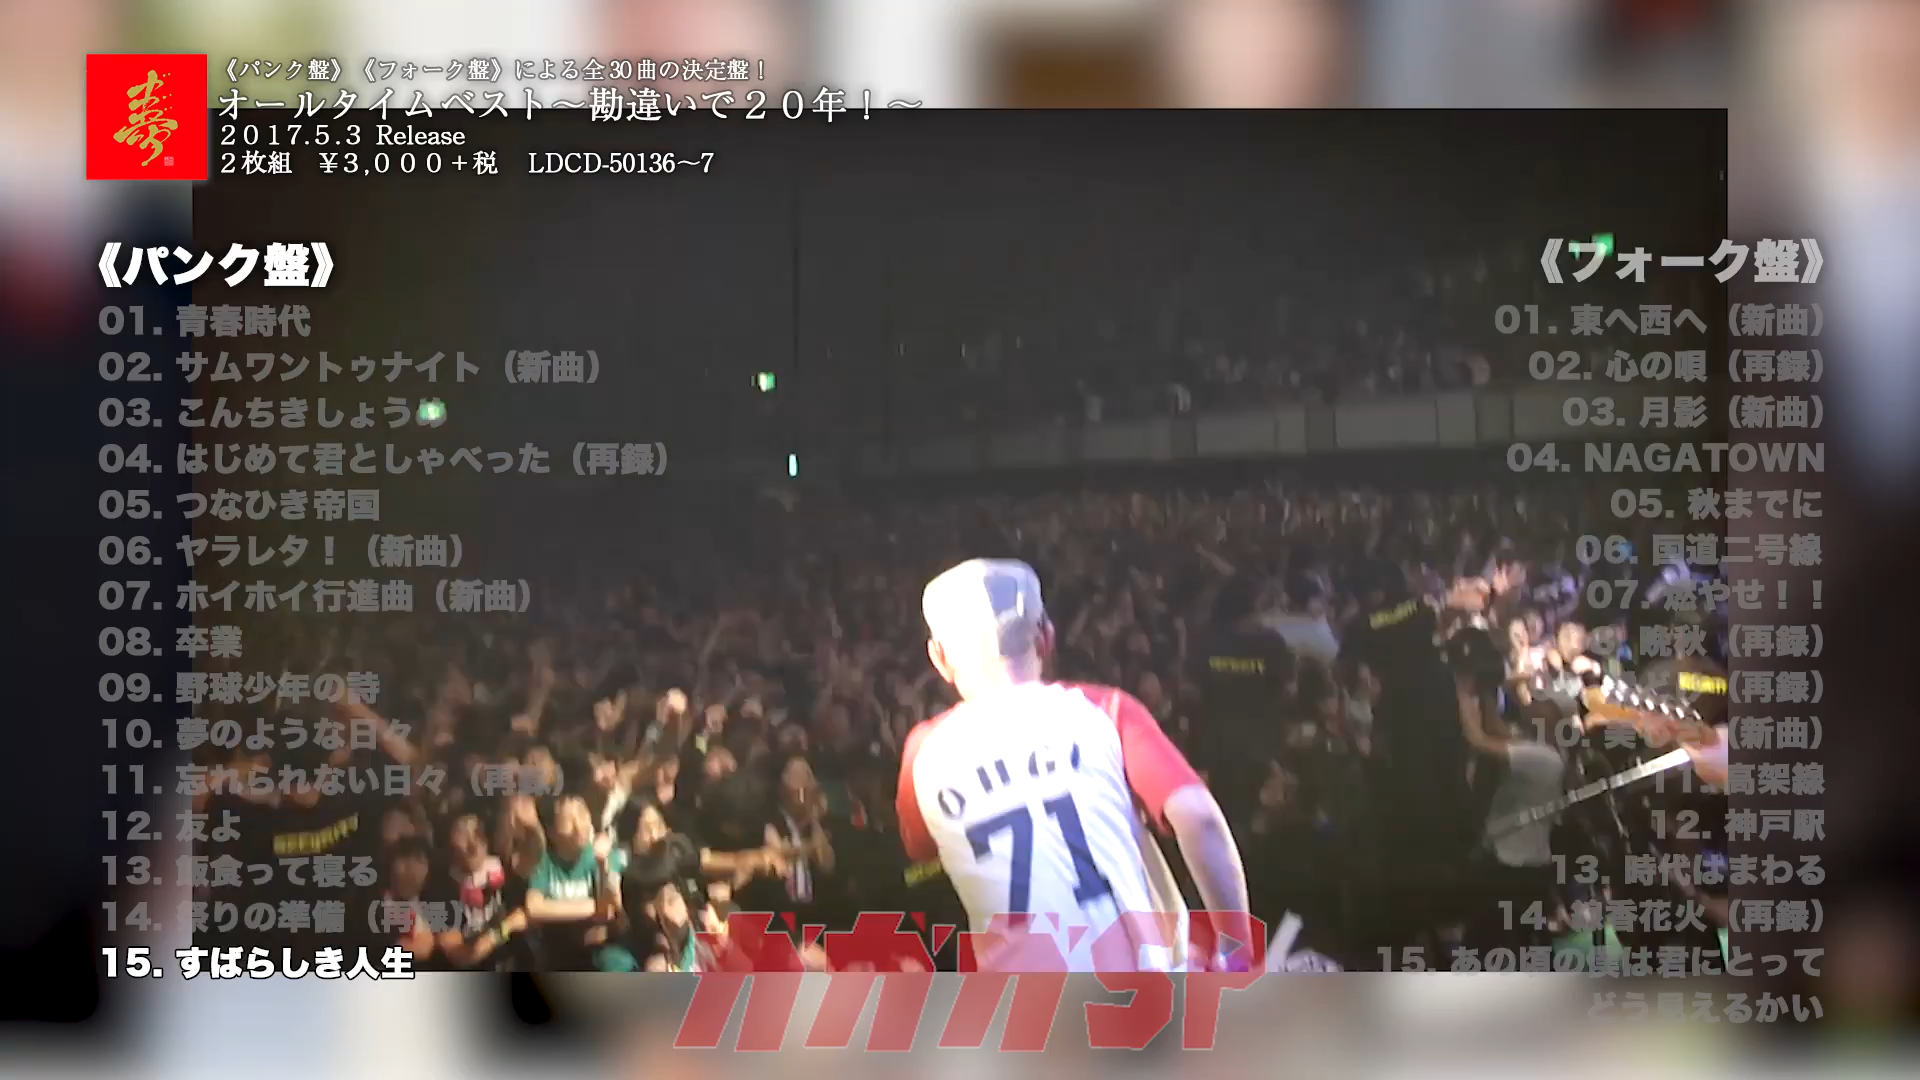 《パンク盤》《フォーク盤》による全30曲の決定盤！
オールタイムベスト～勘違いで２０年！～
２０１７.５.３ Release
２枚組　￥３,０００＋税　LDCD-50136～7
寿
《パンク盤》
01. 青春時代
02. サムワントゥナイト（新曲）
03. こんちきしょうめ
04. はじめて君としゃべった（再録）
05. つなひき帝国
06. ヤラレタ！（新曲）
07. ホイホイ行進曲（新曲）
08. 卒業
09. 野球少年の詩
10. 夢のような日々
11. 忘れられない日々（再録）
12. 友よ
13. 飯食って寝る
14. 祭りの準備（再録）
15. すばらしき人生
《フォーク盤》
01. 東へ西へ（新曲）
02. 心の唄（再録）
03. 月影（新曲）
04. NAGATOWN
05. 秋までに
06. 国道二号線
07. 燃やせ！！
8. 晩秋（再録）
（再録）
10. （新曲）
11. 高架線
12. 神戸駅
13. 時代はまわる
14. 線香花火（再録）
15. あの頃の僕は君にとって
どう見えるかい
71
SECURITY
SECURITY
SECURITY
ガガガSP